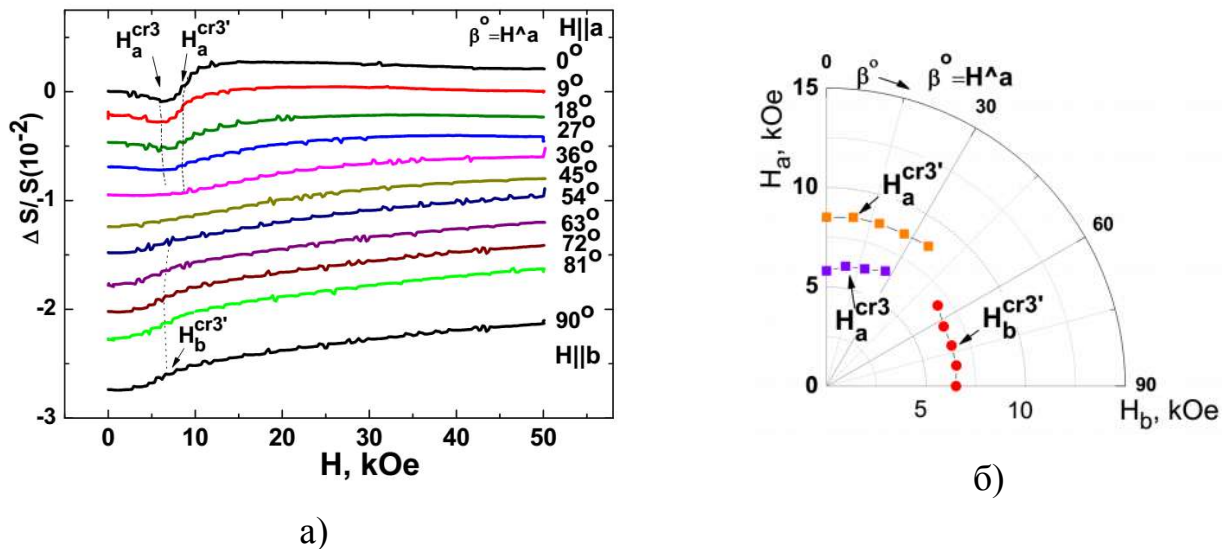 H_a^cr3
H_a^cr3'
β°=H^a
H||a
0°
9°
18°
27°
36°
45°
54°
63°
72°
81°
90°
H||b
H_b^cr3'
Δ S/ S(10^-2)
0
-1
-2
-3
0
10
20
30
40
50
H, kOe
а)
0
β°
β°=H^a
15
30
H_a, kOe
10
H_a^cr3'
60
5
H_a^cr3
H_b^cr3'
0
5
10
90
H_b, kOe
б)